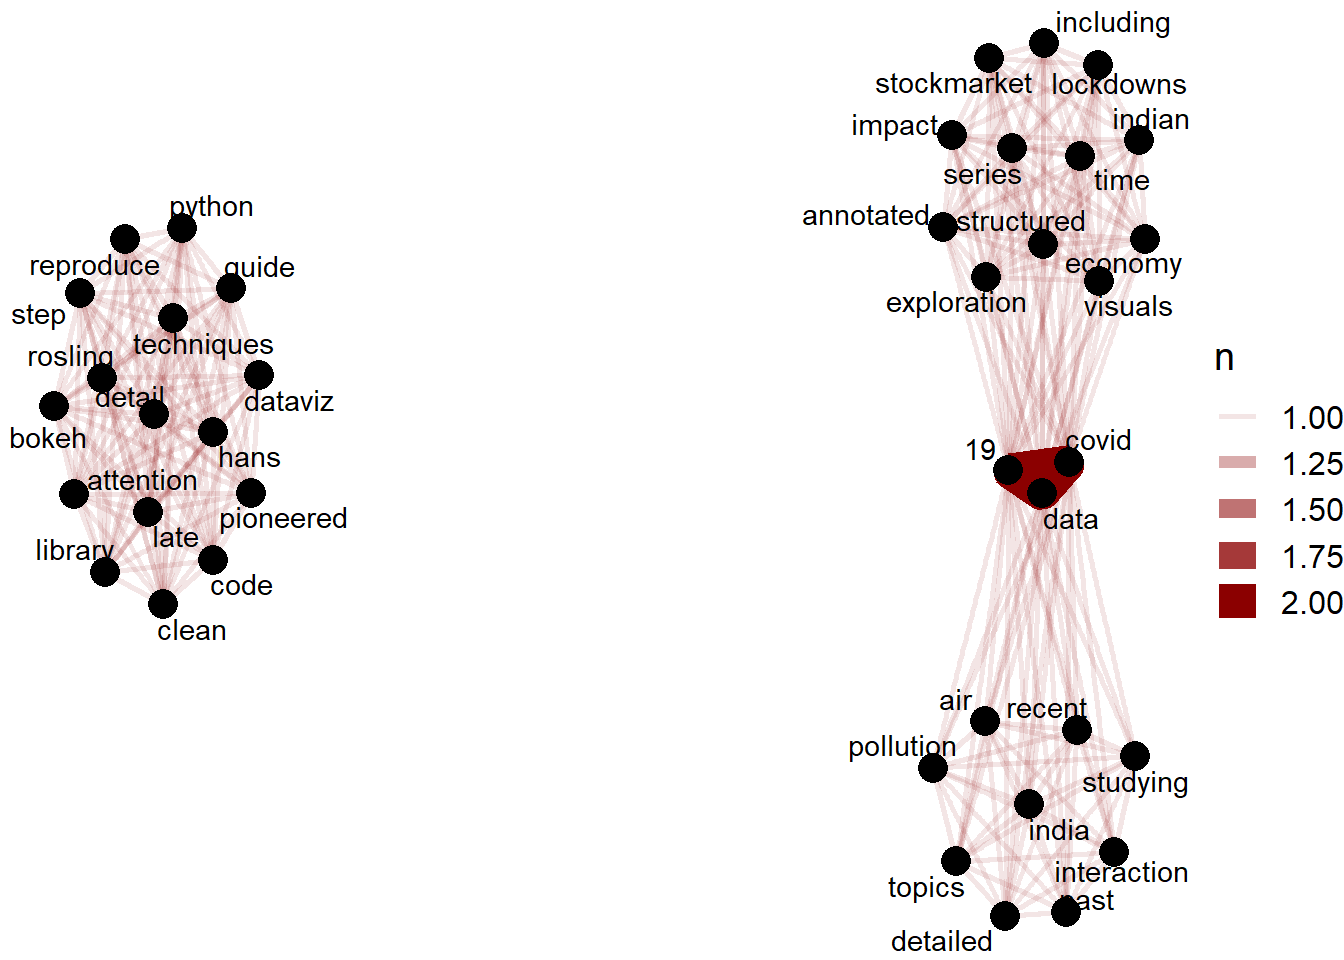 including
stockmarket
lockdowns
impact
indian
series
time
annotated
structured
economy
exploration
visuals
python
reproduce
guide
step
techniques
rosling
detail
dataviz
bokeh
hans
attention
pioneered
late
library
code
clean
n
1.00
1.25
1.50
1.75
2.00
19
covid
data
air
recent
pollution
studying
india
interaction
topics
past
detailed